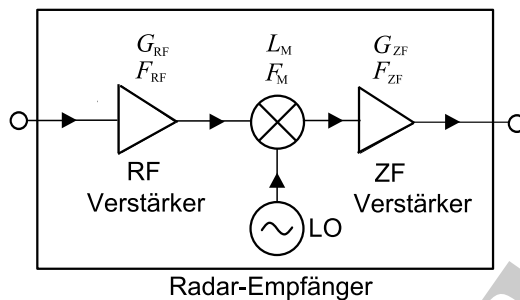 G_RF
F_RF
L_M
F_M
G_ZF
F_ZF
RF
Verstärker
ZF
Verstärker
LO
Radar-Empfänger